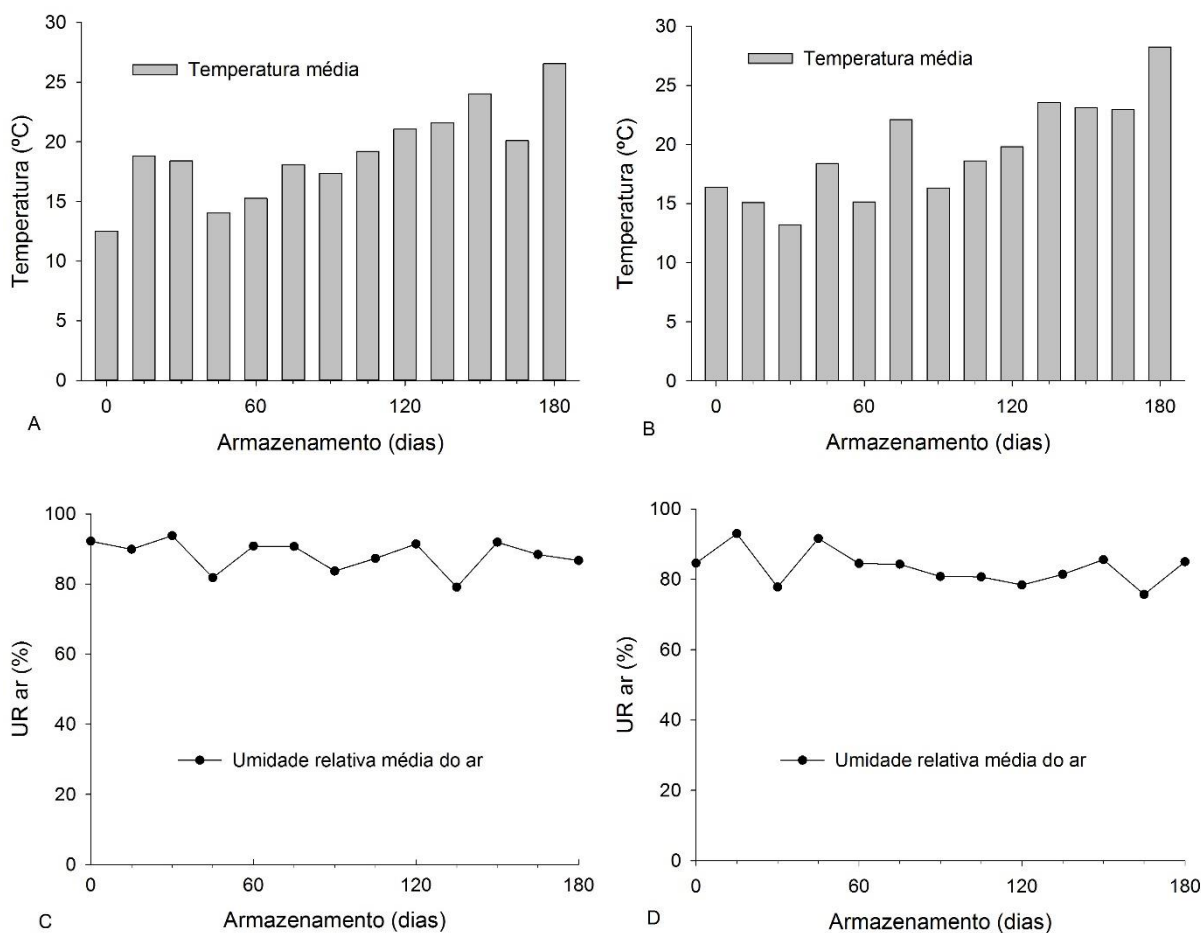 30
25
20
15
10
5
0
Temperatura (ºC)
Temperatura média
0
60
120
180
Armazenamento (dias)
A
30
25
20
15
10
5
0
Temperatura (ºC)
Temperatura média
0
60
120
180
Armazenamento (dias)
B
100
80
60
40
20
0
UR ar (%)
Umidade relativa média do ar
0
60
120
180
Armazenamento (dias)
C
100
80
60
40
20
0
UR ar (%)
Umidade relativa média do ar
0
60
120
180
Armazenamento (dias)
D